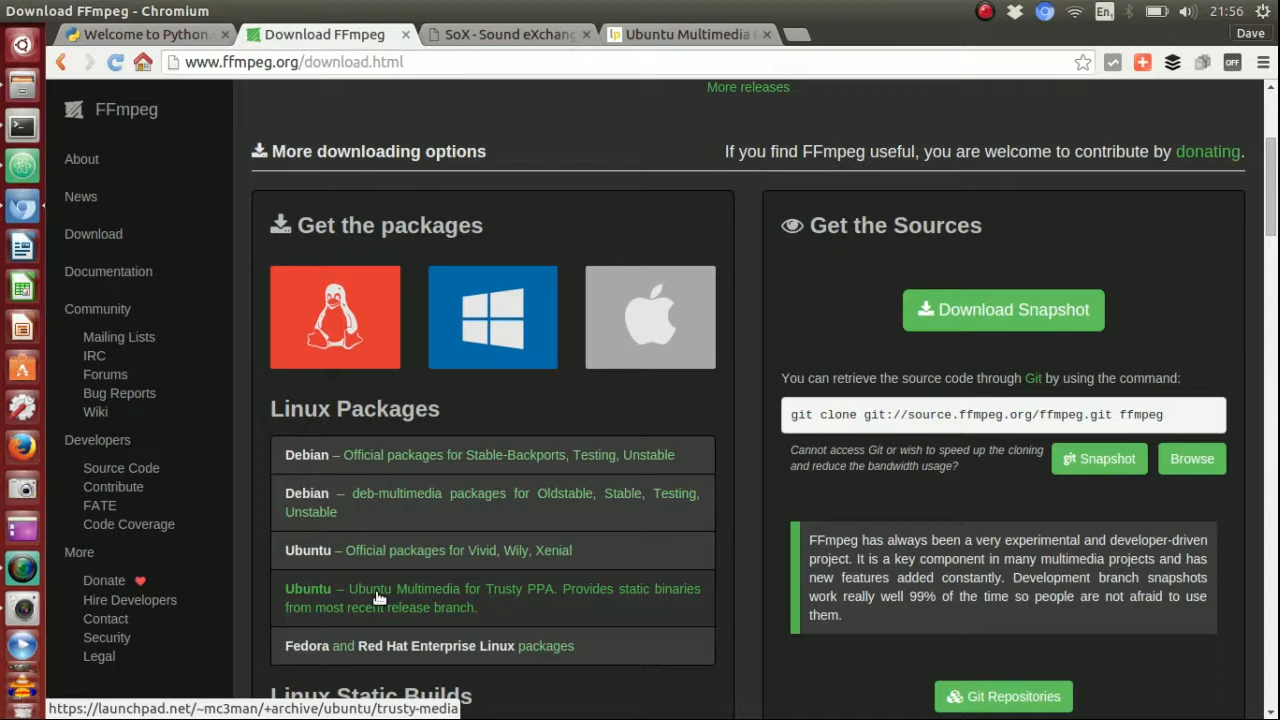 Download FFmpeg - Chromium
En
21:56
Welcome to Python.
Download FFmpeg
SoX - Sound eXchan
lp Ubuntu Multimedia
Dave
www.ffmpeg.org/download.html
OFF
FFmpeg
About
News
Download
Documentation
Community
Mailing Lists
IRC
Forums
Bug Reports
Wiki
Developers
Source Code
Contribute
FATE
Code Coverage
More
Donate
Hire Developers
Contact
Security
Legal
More releases
More downloading options
If you find FFmpeg useful, you are welcome to contribute by donating.
Get the packages
Linux Packages
Debian – Official packages for Stable-Backports, Testing, Unstable
Debian – deb-multimedia packages for Oldstable, Stable, Testing,
Unstable
Ubuntu – Official packages for Vivid, Wily, Xenial
Ubuntu – Ubuntu Multimedia for Trusty PPA. Provides static binaries
from most recent release branch.
Fedora and Red Hat Enterprise Linux packages
Linux Static Builds
Get the Sources
Download Snapshot
You can retrieve the source code through Git by using the command:
git clone git://source.ffmpeg.org/ffmpeg.git ffmpeg
Cannot access Git or wish to speed up the cloning
and reduce the bandwidth usage?
git Snapshot
Browse
FFmpeg has always been a very experimental and developer-driven
project. It is a key component in many multimedia projects and has
new features added constantly. Development branch snapshots
work really well 99% of the time so people are not afraid to use
them.
Git Repositories
https://launchpad.net/~mc3man/+archive/ubuntu/trusty-media